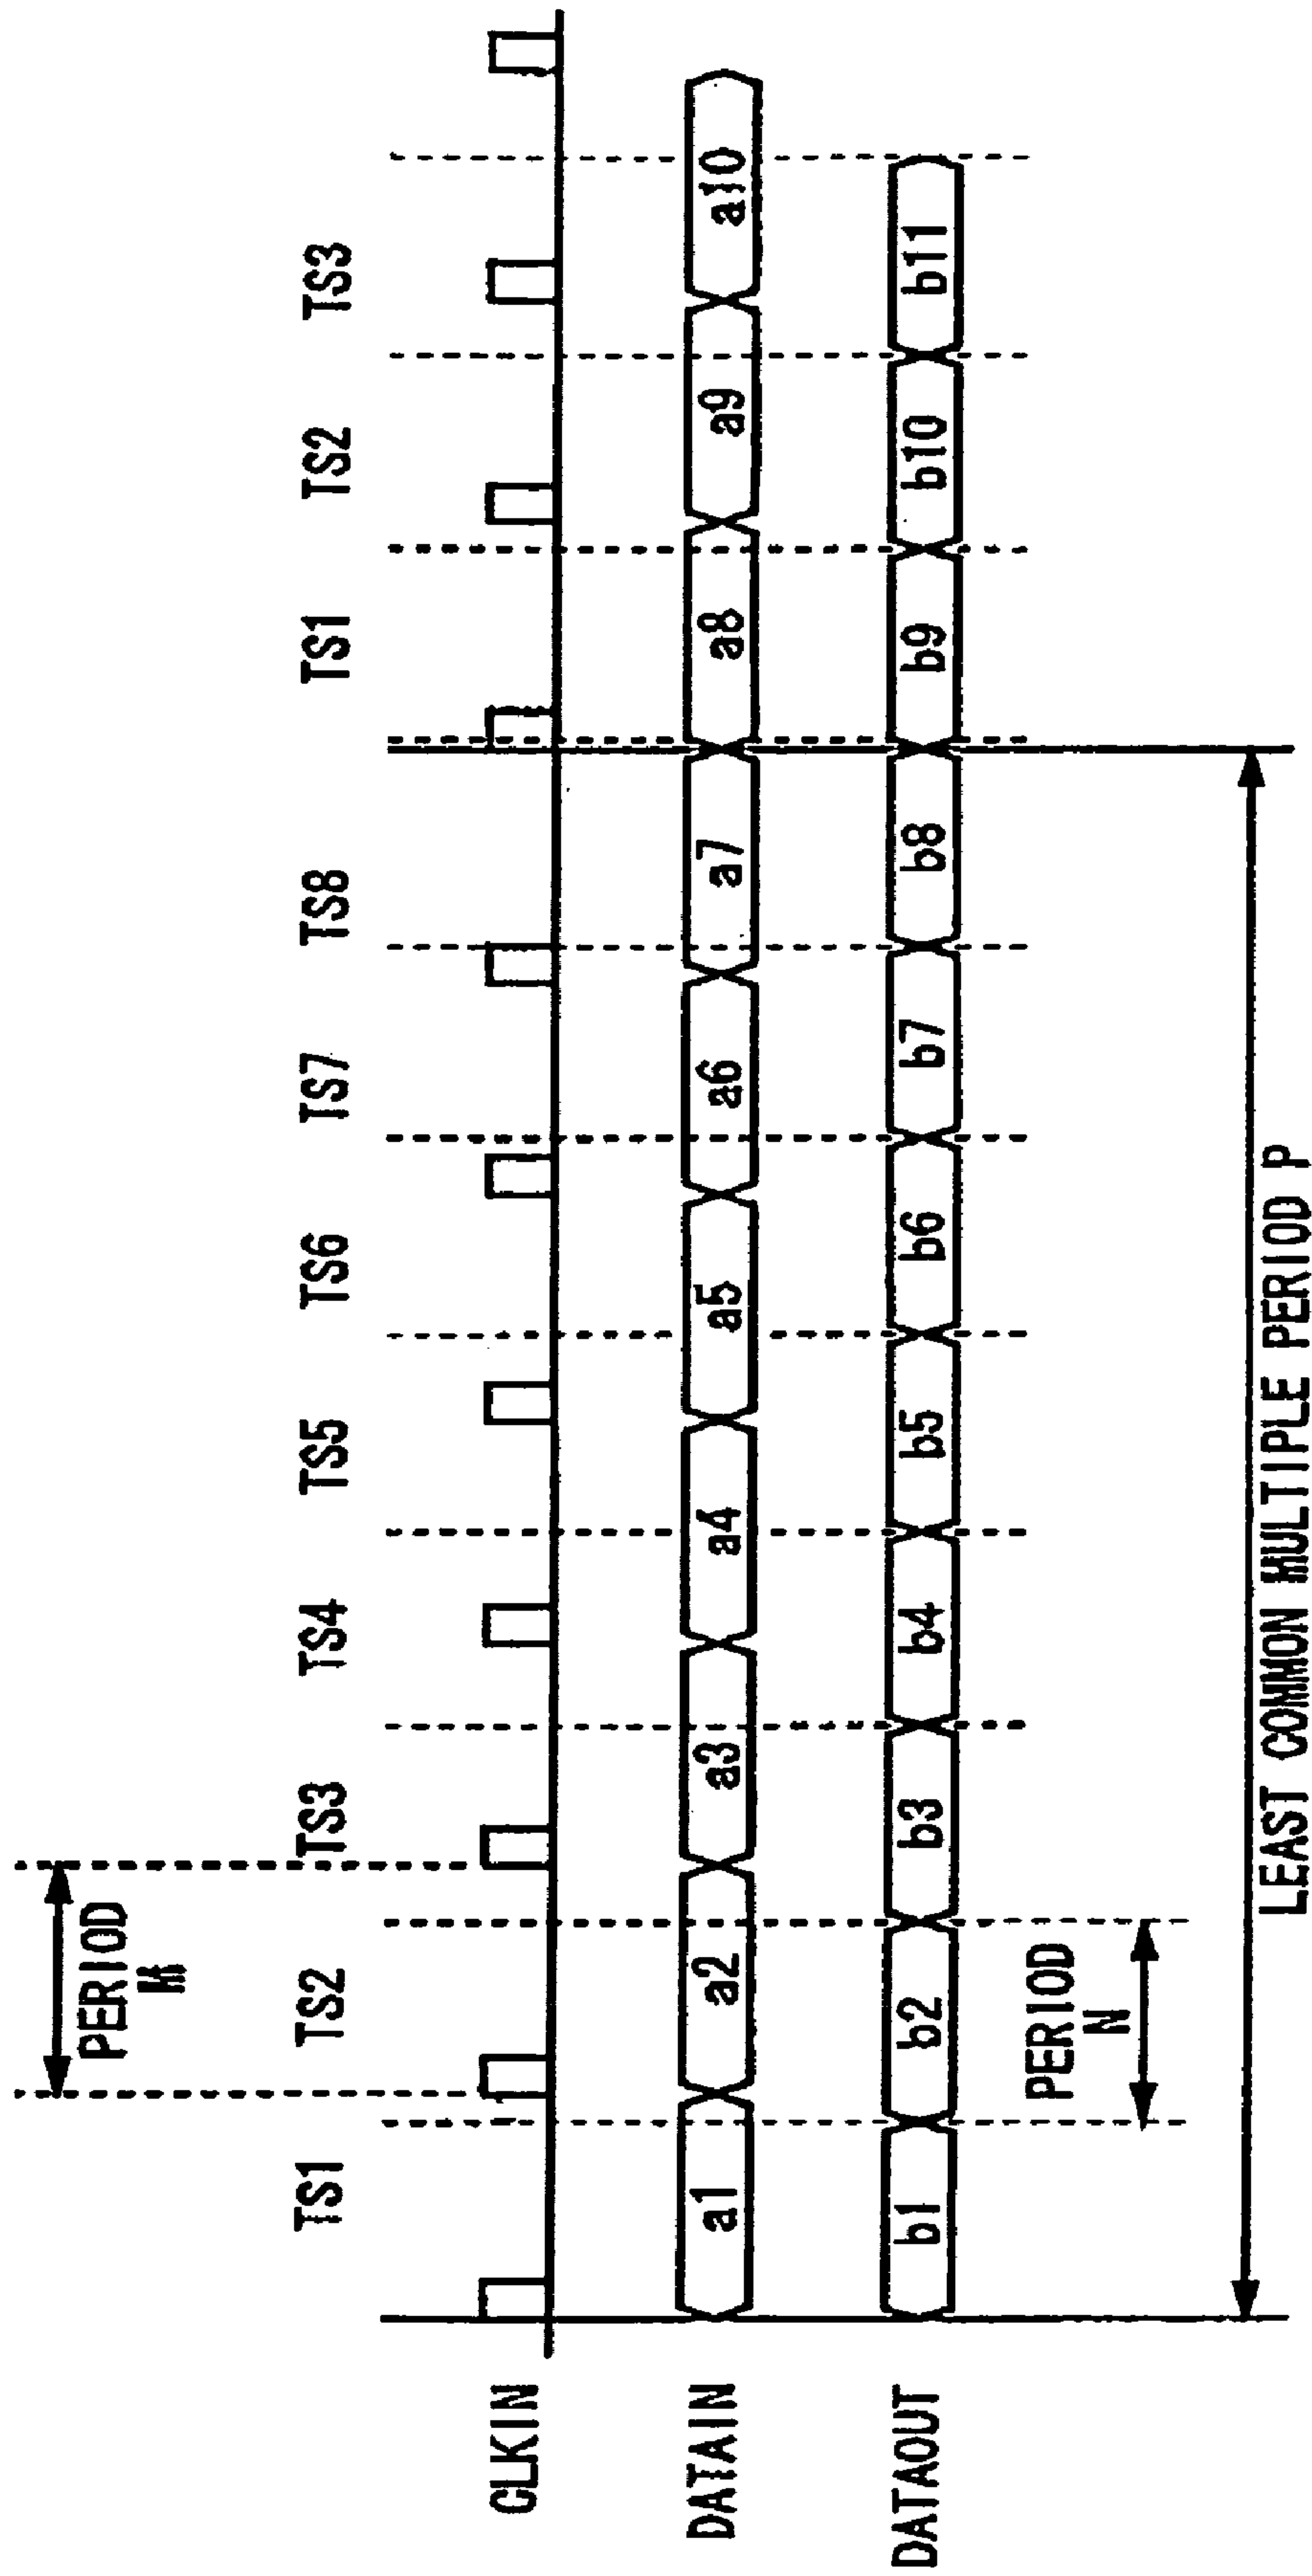 PERIOD
M
TS1 TS2 TS3 TS4 TS5 TS6 TS7 TS8 TS1 TS2 TS3
CLKIN
DATAIN a1 a2 a3 a4 a5 a6 a7 a8 a9 a10
DATAOUT b1 b2 b3 b4 b5 b6 b7 b8 b9 b10 b11
PERIOD
N
LEAST COMMON MULTIPLE PERIOD P